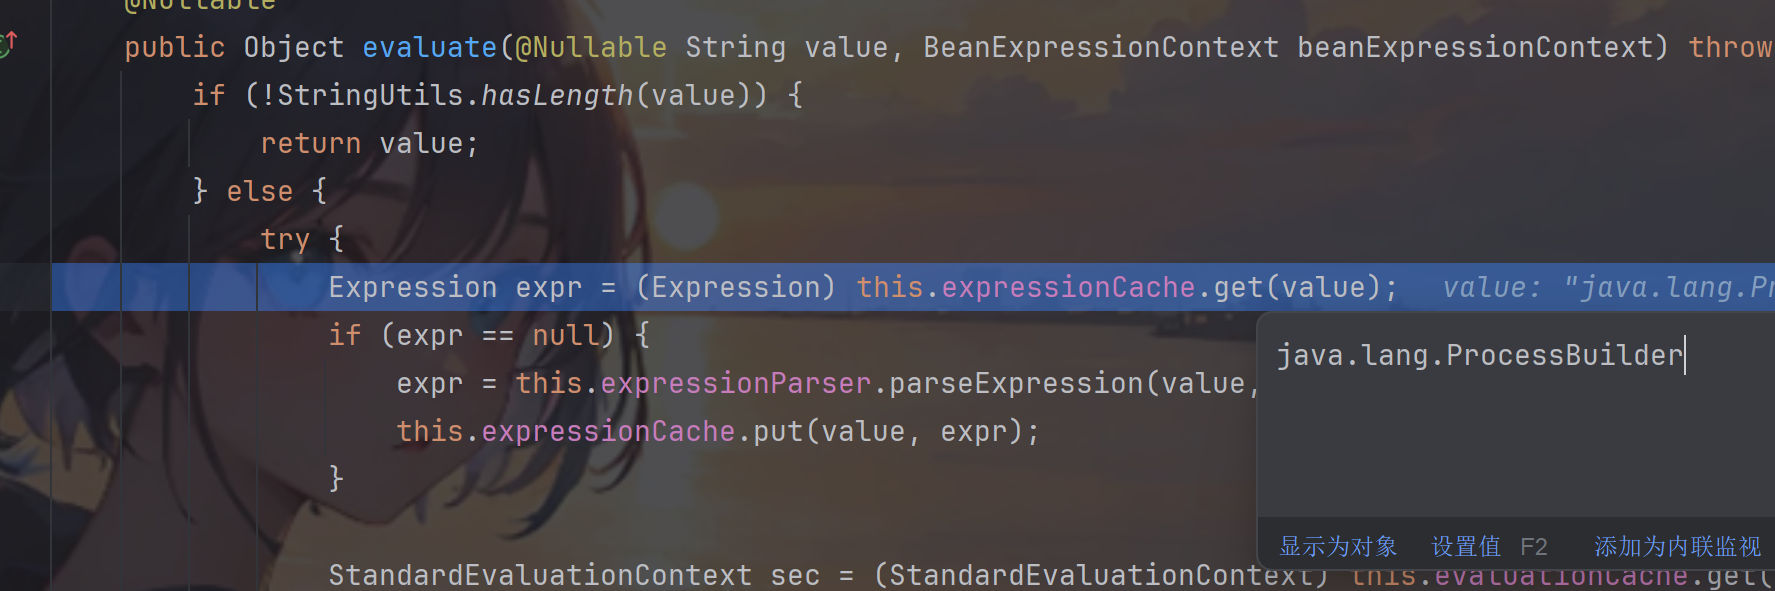 @Nullable
public Object evaluate(@Nullable String value, BeanExpressionContext beanExpressionContext) throw
if (!StringUtils.hasLength(value)) {
return value;
} else {
try {
Expression expr = (Expression) this.expressionCache.get(value); value: "java.lang.Pr
if (expr == null) {
java.lang.ProcessBuilder
expr = this.expressionParser.parseExpression(value,
this.expressionCache.put(value, expr);
}
显示为对象 设置值 F2 添加为内联监视
StandardEvaluationContext sec = (StandardEvaluationContext) this.evaluationCache.get(